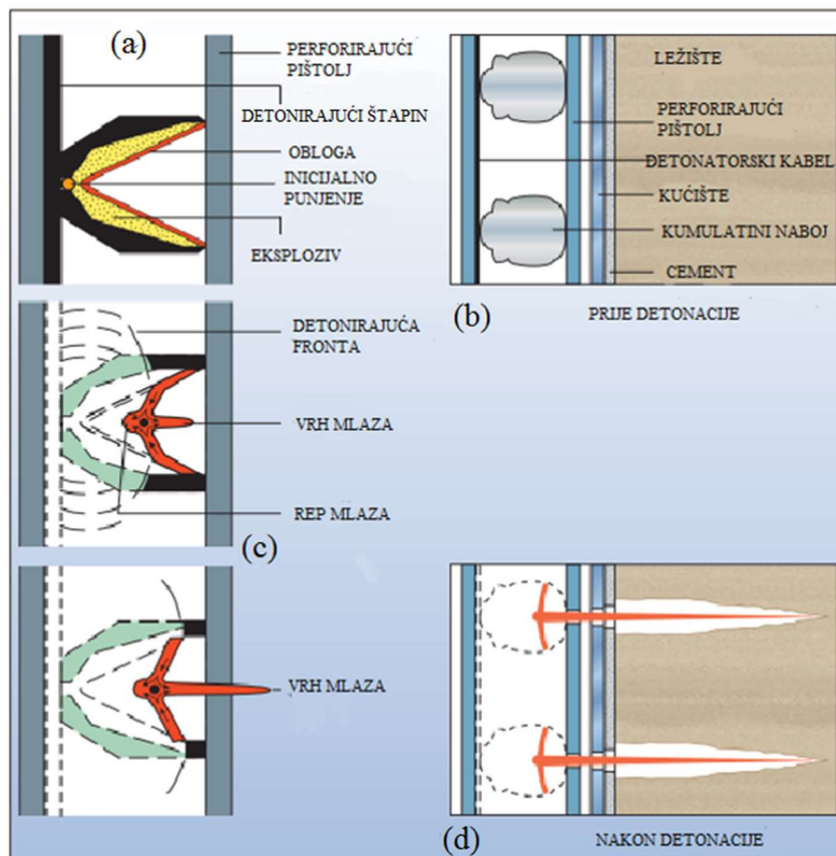 (a)
PERFORIRAJUĆI
PIŠTOLJ
DETONIRAJUĆI ŠTAPIN
OBLOGA
INICIJALNO
PUNJENJE
EKSPLOZIV
LEŽIŠTE
PERFORIRAJUĆI
PIŠTOLJ
DETONATORSKI KABEL
KUĆIŠTE
KUMULATINI NABOJ
CEMENT
(b)
PRIJE DETONACIJE
DETONIRAJUĆA
FRONTA
VRH MLAZA
REP MLAZA
(c)
VRH MLAZA
(d)
NAKON DETONACIJE